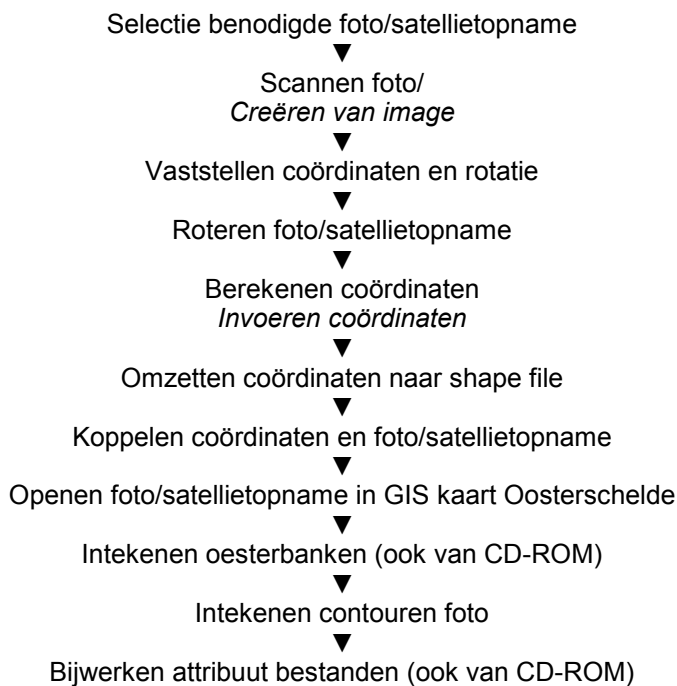 Selectie benodigde foto/satellietopname
▼
Scannen foto/
Creëren van image
▼
Vaststellen coördinaten en rotatie
▼
Roteren foto/satellietopname
▼
Berekenen coördinaten
Invoeren coördinaten
▼
Omzetten coördinaten naar shape file
▼
Koppelen coördinaten en foto/satellietopname
▼
Openen foto/satellietopname in GIS kaart Oosterschelde
▼
Intekenen oesterbanken (ook van CD-ROM)
▼
Intekenen contouren foto
▼
Bijwerken attribuut bestanden (ook van CD-ROM)